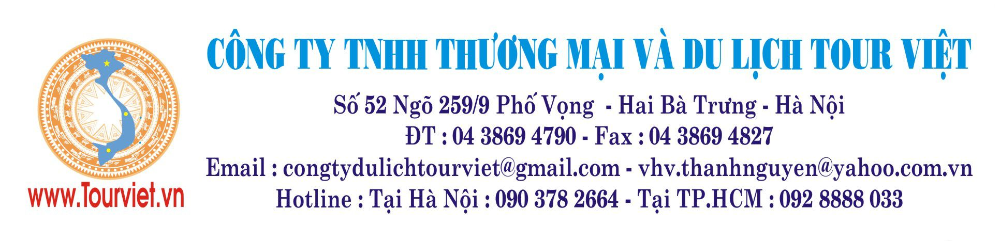 CÔNG TY TNHH THƯƠNG MẠI VÀ DU LỊCH TOUR VIỆT
Số 52 Ngõ 259/9 Phố Vọng - Hai Bà Trưng - Hà Nội
ĐT : 04 3869 4790 - Fax : 04 3869 4827
Email : congtydulichtourviet@gmail.com - vhv.thanhnguyen@yahoo.com.vn
Hotline : Tại Hà Nội : 090 378 2664 - Tại TP.HCM : 092 8888 033
www.Tourviet.vn